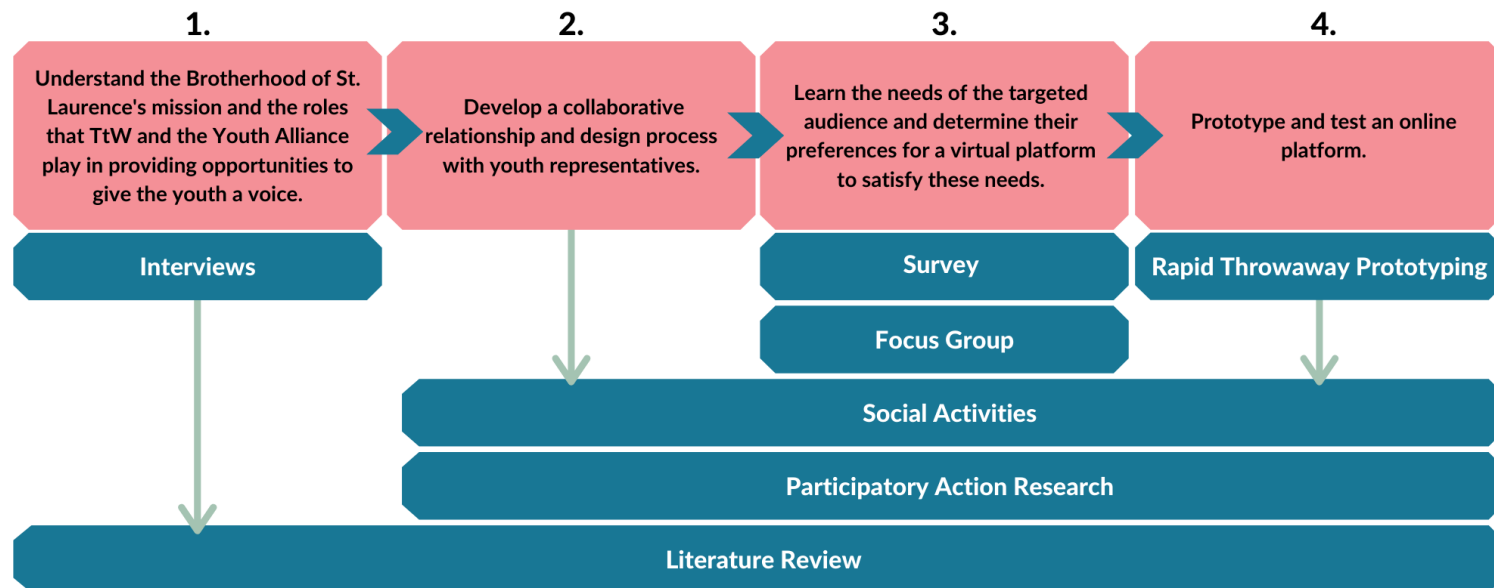 1.
Understand the Brotherhood of St.
Laurence's mission and the roles
that TtW and the Youth Alliance
play in providing opportunities to
give the youth a voice.
2.
Develop a collaborative
relationship and design process
with youth representatives.
3.
Learn the needs of the targeted
audience and determine their
preferences for a virtual platform
to satisfy these needs.
4.
Prototype and test an online
platform.
Interviews
Survey
Rapid Throwaway Prototyping
Focus Group
Social Activities
Participatory Action Research
Literature Review